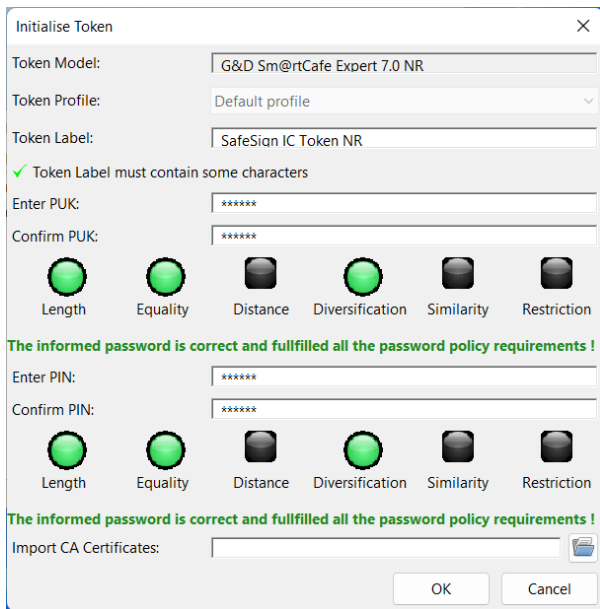 Initialise Token
Token Model: G&D Sm@rtCafe Expert 7.0 NR
Token Profile: Default profile
Token Label: SafeSign IC Token NR
Token Label must contain some characters
Enter PUK: ******
Confirm PUK: ******
Length Equality Distance Diversification Similarity Restriction
The informed password is correct and fullfilled all the password policy requirements !
Enter PIN: ******
Confirm PIN: ******
Length Equality Distance Diversification Similarity Restriction
The informed password is correct and fullfilled all the password policy requirements !
Import CA Certificates:
OK Cancel